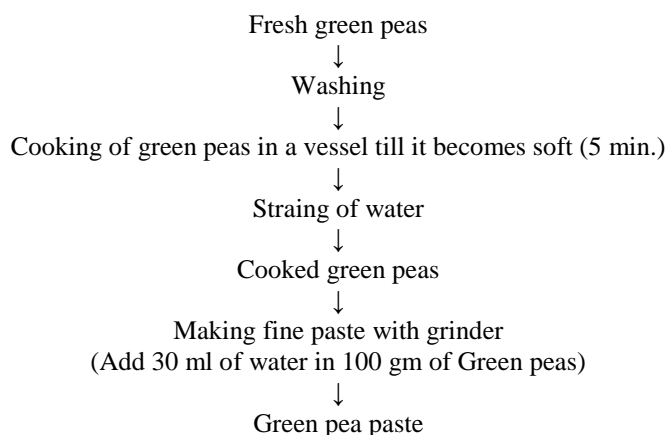 Fresh green peas
↓
Washing
↓
Cooking of green peas in a vessel till it becomes soft (5 min.)
↓
Straing of water
↓
Cooked green peas
↓
Making fine paste with grinder
(Add 30 ml of water in 100 gm of Green peas)
↓
Green pea paste